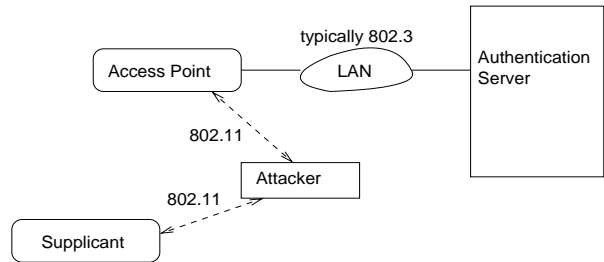 typically 802.3
Access Point
LAN
Authentication
Server
802.11
Attacker
802.11
Supplicant